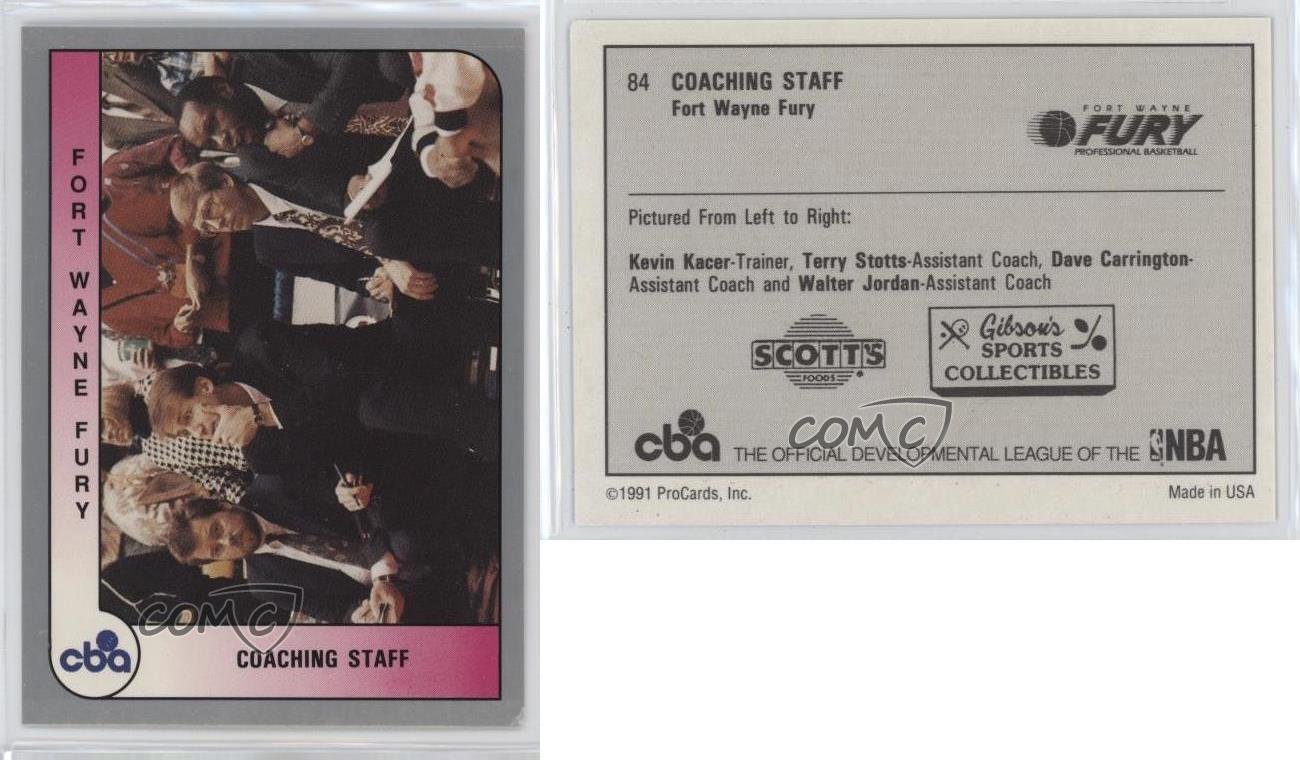 FORT WAYNE FURY
cba
COACHING STAFF
COMC
84 COACHING STAFF
Fort Wayne Fury
FORT WAYNE
FURY
PROFESSIONAL BASKETBALL
Pictured From Left to Right:
Kevin Kacer-Trainer, Terry Stotts-Assistant Coach, Dave Carrington-
Assistant Coach and Walter Jordan-Assistant Coach
SCOTT'S
FOODS
Gibson's
SPORTS
COLLECTIBLES
COMC
cba THE OFFICIAL DEVELOPMENTAL LEAGUE OF THE NBA
©1991 ProCards, Inc. Made in USA